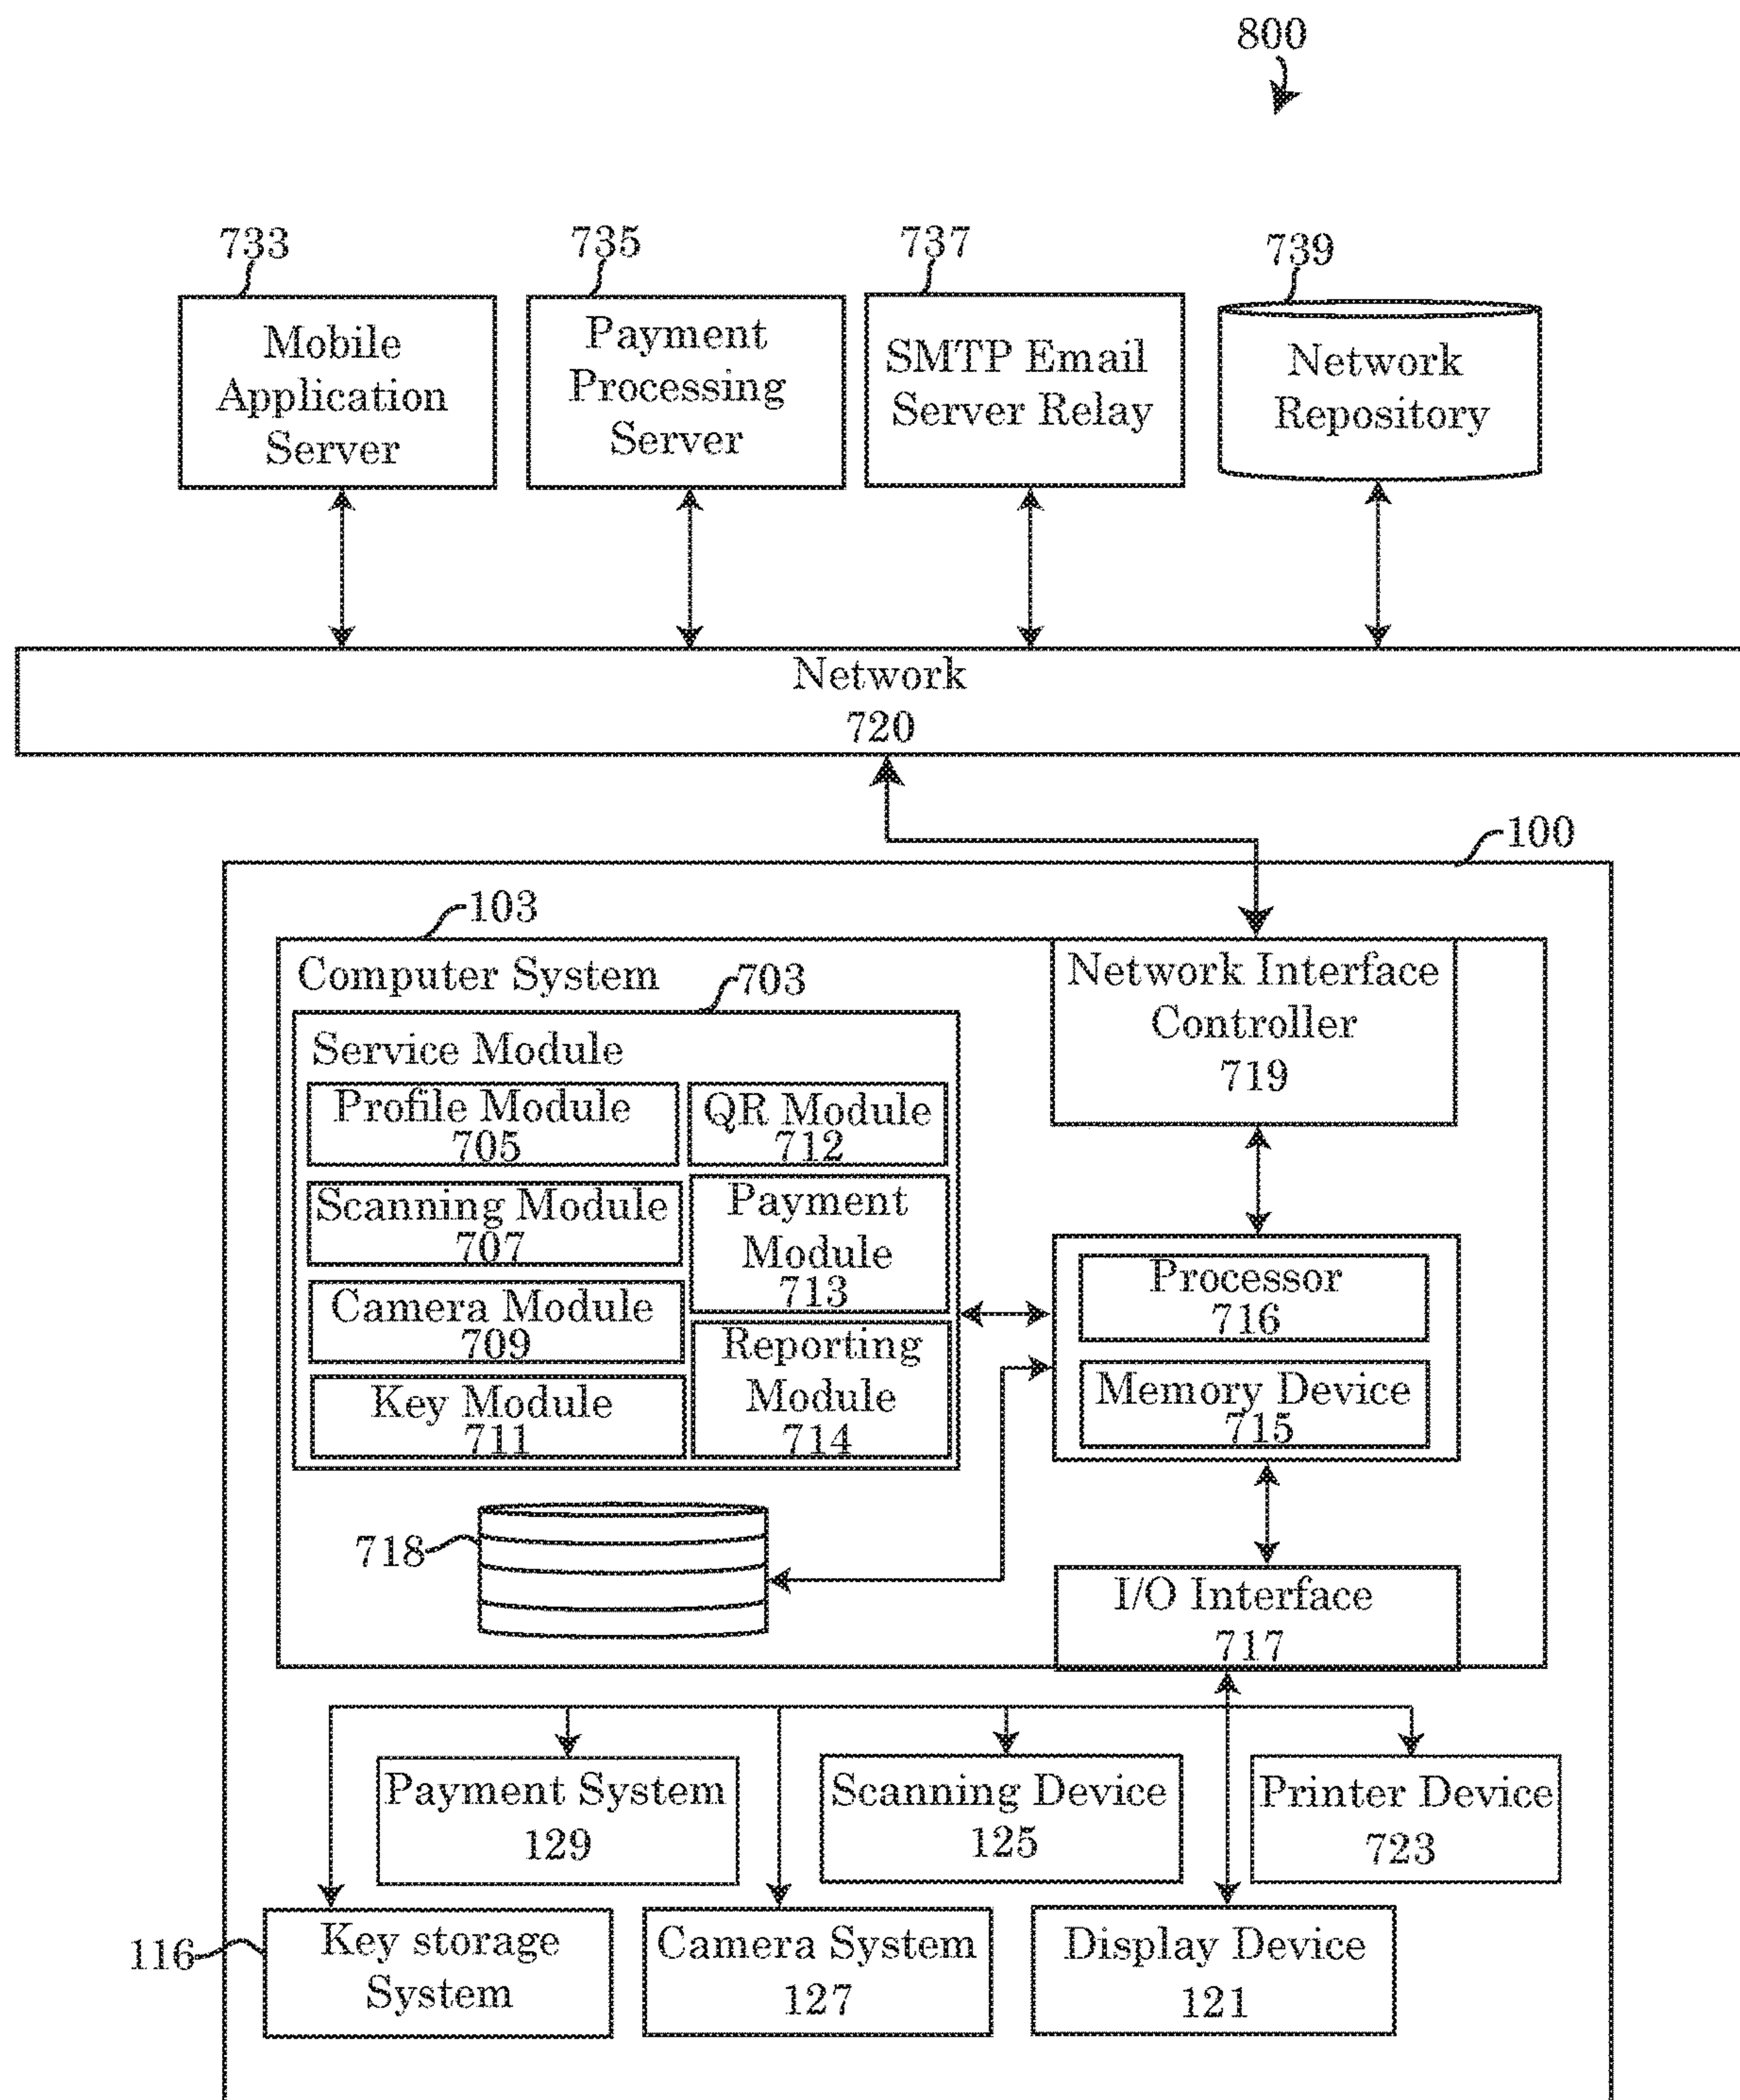 800
733
735
737
739
Mobile
Application
Server
Payment
Processing
Server
SMTP Email
Server Relay
Network
Repository
Network
720
100
103
Computer System
703
Service Module
Profile Module
705
QR Module
712
Scanning Module
707
Payment
Module
713
Camera Module
709
Reporting
Module
714
Key Module
711
Network Interface
Controller
719
Processor
716
Memory Device
715
718
I/O Interface
717
Payment System
129
Scanning Device
125
Printer Device
723
116
Key storage
System
Camera System
127
Display Device
121